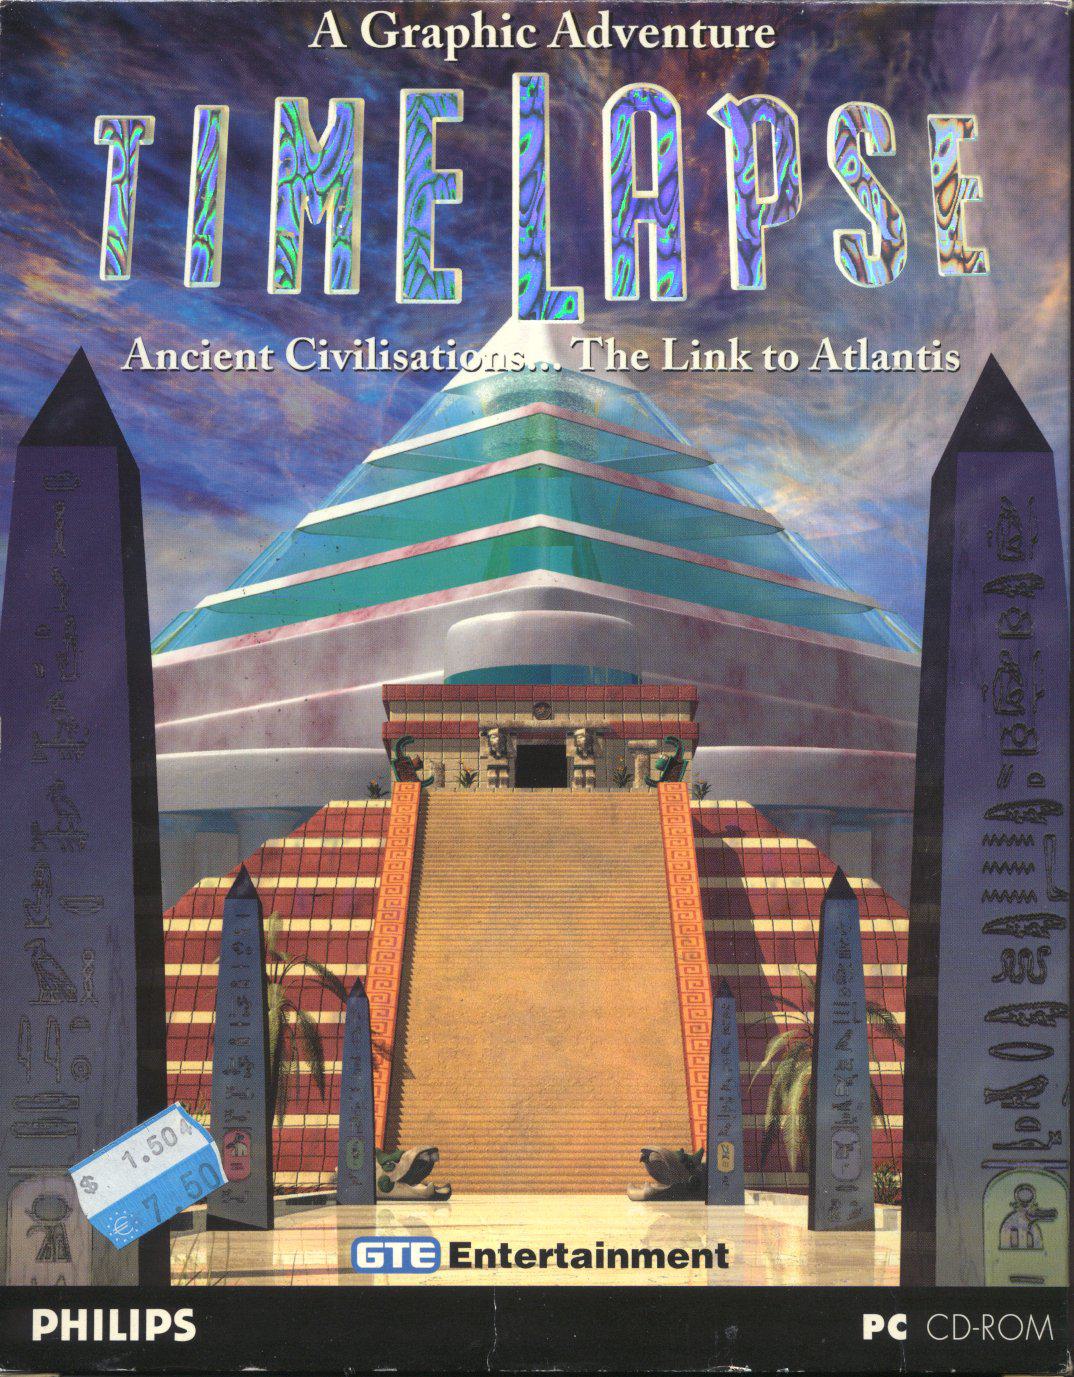 A Graphic Adventure
TIMELAPSE
Ancient Civilisations... The Link to Atlantis
$ 1.504
€ 7.50
GTE Entertainment
PHILIPS
PC CD-ROM